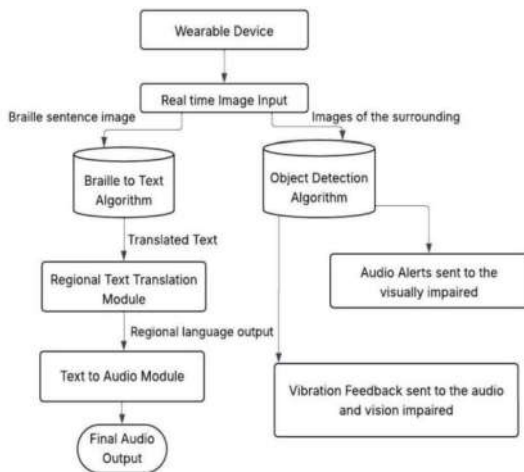 Wearable Device
Real time Image Input
Braille sentence image
Images of the surrounding
Braille to Text
Algorithm
Object Detection
Algorithm
Translated Text
Regional Text Translation
Module
Audio Alerts sent to the
visually impaired
Regional language output
Text to Audio Module
Vibration Feedback sent to the audio
and vision impaired
Final Audio
Output